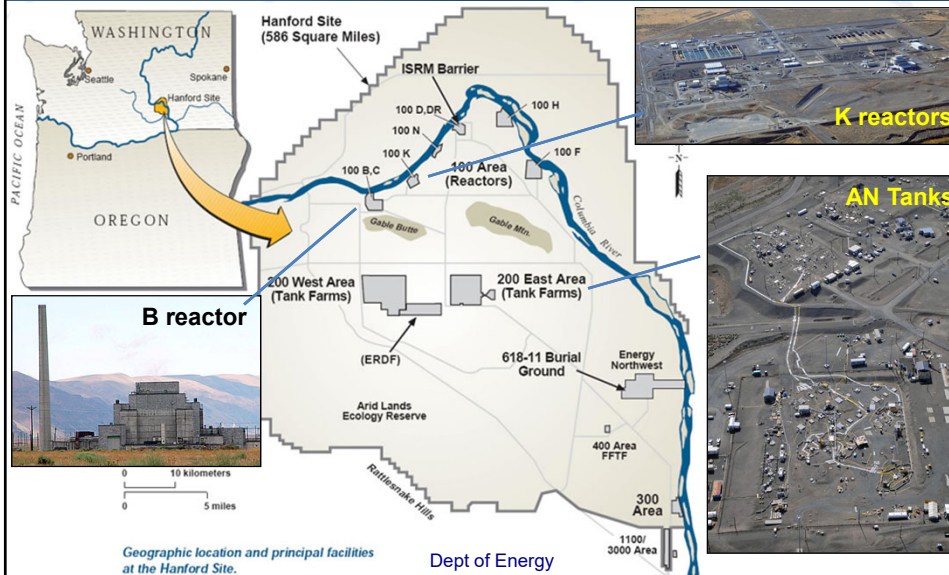 WASHINGTON
Seattle
Spokane
Hanford Site
PACIFIC OCEAN
Portland
OREGON
Hanford Site
(586 Square Miles)
ISRM Barrier
100 D,DR
100 H
100 N
100 K
100 F
100 B,C
100 Area
(Reactors)
Columbia River
Gable Butte
Gable Mtn.
200 West Area
(Tank Farms)
200 East Area
(Tank Farms)
(ERDF)
618-11 Burial
Ground
Energy
Northwest
Arid Lands
Ecology Reserve
400 Area
FFTF
Rattlesnake Hills
300
Area
1100/
3000 Area
K reactors
N
AN Tanks
B reactor
0 10 kilometers
0 5 miles
Geographic location and principal facilities
at the Hanford Site.
Dept of Energy